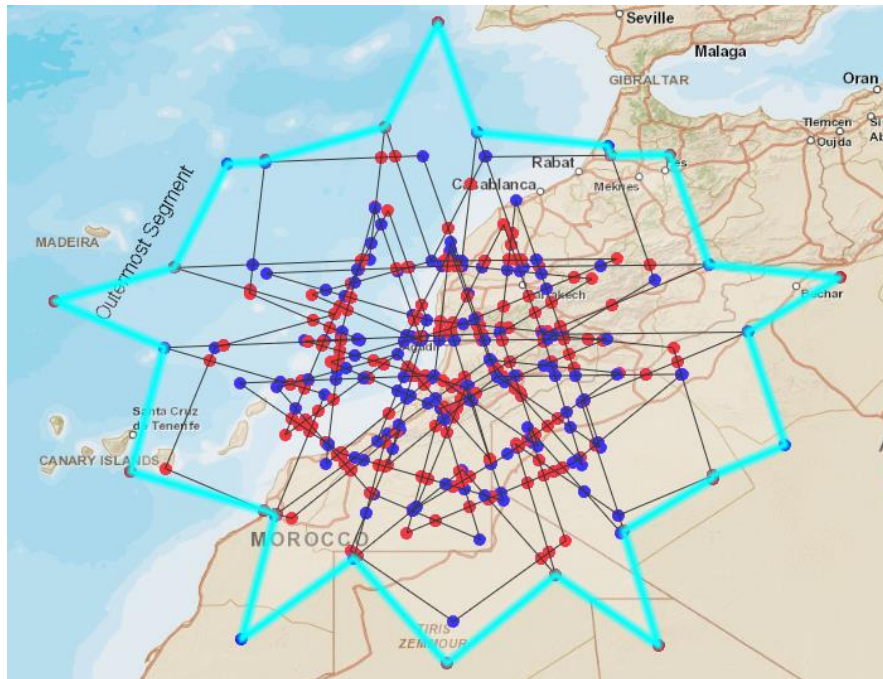 Seville
Malaga
GIBRALTAR
Oran
Tlemcen
Oujda
Rabat
Casablanca
Meknes
MADEIRA
Outermost Segment
Bechar
Santa Cruz
de Tenerife
CANARY ISLANDS
MOROCCO
TIRIS
ZEMMOUR